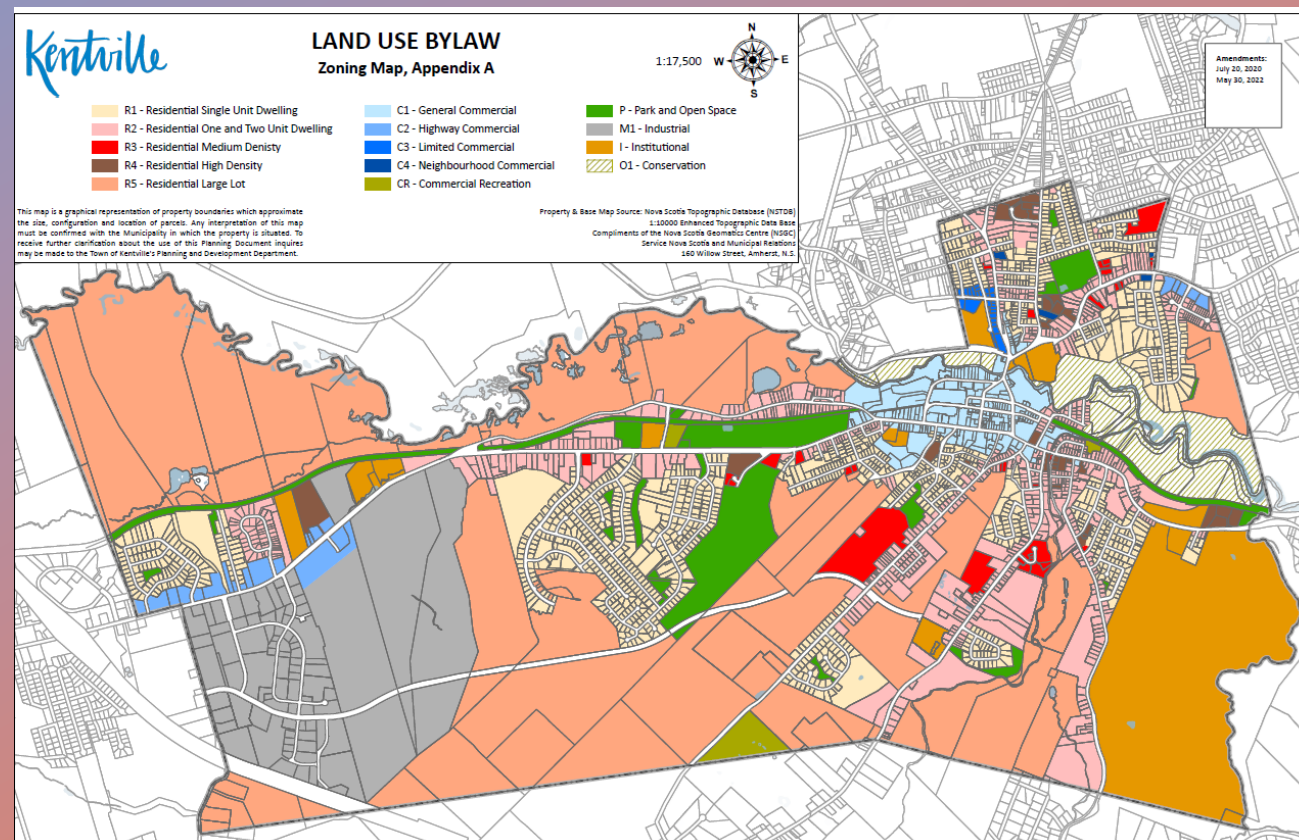 Kentville
LAND USE BYLAW
Zoning Map, Appendix A
1:17,500
N
W
E
S
Amendments:
July 20, 2020
May 30, 2022
R1 - Residential Single Unit Dwelling
R2 - Residential One and Two Unit Dwelling
R3 - Residential Medium Denisty
R4 - Residential High Density
R5 - Residential Large Lot
C1 - General Commercial
C2 - Highway Commercial
C3 - Limited Commercial
C4 - Neighbourhood Commercial
CR - Commercial Recreation
P - Park and Open Space
M1 - Industrial
I - Institutional
O1 - Conservation
This map is a graphical representation of property boundaries which approximate
the size, configuration and location of parcels. Any interpretation of this map
must be confirmed with the Municipality in which the property is situated. To
receive further clarification about the use of this Planning Document inquires
may be made to the Town of Kentville's Planning and Development Department.
Property & Base Map Source: Nova Scotia Topographic Database (NSTDB)
1:10000 Enhanced Topographic Data Base
Compliments of the Nova Scotia Geomatics Centre (NSGC)
Service Nova Scotia and Municipal Relations
160 Willow Street, Amherst, N.S.